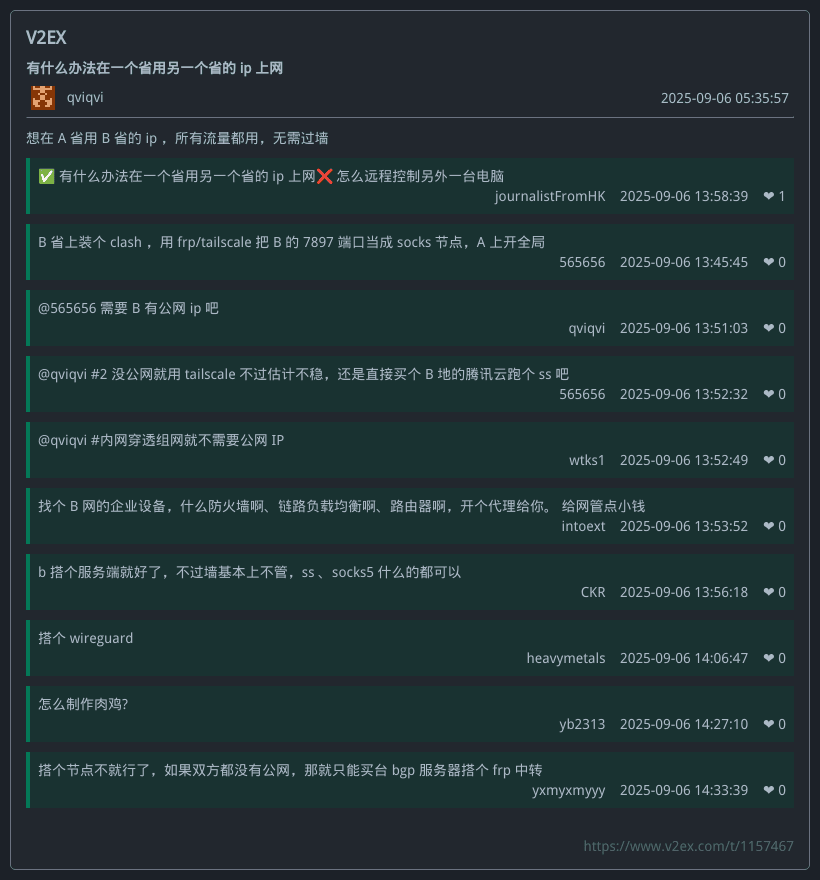 V2EX
有什么办法在一个省用另一个省的 ip 上网
qviqvi
2025-09-06 05:35:57
想在 A 省用 B 省的 ip ，所有流量都用，无需过墙
✅ 有什么办法在一个省用另一个省的 ip 上网❌ 怎么远程控制另外一台电脑
journalistFromHK 2025-09-06 13:58:39 ❤ 1
B 省上装个 clash ，用 frp/tailscale 把 B 的 7897 端口当成 socks 节点，A 上开全局
565656 2025-09-06 13:45:45 ❤ 0
@565656 需要 B 有公网 ip 吧
qviqvi 2025-09-06 13:51:03 ❤ 0
@qviqvi #2 没公网就用 tailscale 不过估计不稳，还是直接买个 B 地的腾讯云跑个 ss 吧
565656 2025-09-06 13:52:32 ❤ 0
@qviqvi #内网穿透组网就不需要公网 IP
wtks1 2025-09-06 13:52:49 ❤ 0
找个 B 网的企业设备，什么防火墙啊、链路负载均衡啊、路由器啊，开个代理给你。 给网管点小钱
intoext 2025-09-06 13:53:52 ❤ 0
b 搭个服务端就好了，不过墙基本上不管，ss 、socks5 什么的都可以
CKR 2025-09-06 13:56:18 ❤ 0
搭个 wireguard
heavymetals 2025-09-06 14:06:47 ❤ 0
怎么制作肉鸡?
yb2313 2025-09-06 14:27:10 ❤ 0
搭个节点不就行了，如果双方都没有公网，那就只能买台 bgp 服务器搭个 frp 中转
yxmyxmyyy 2025-09-06 14:33:39 ❤ 0
https://www.v2ex.com/t/1157467